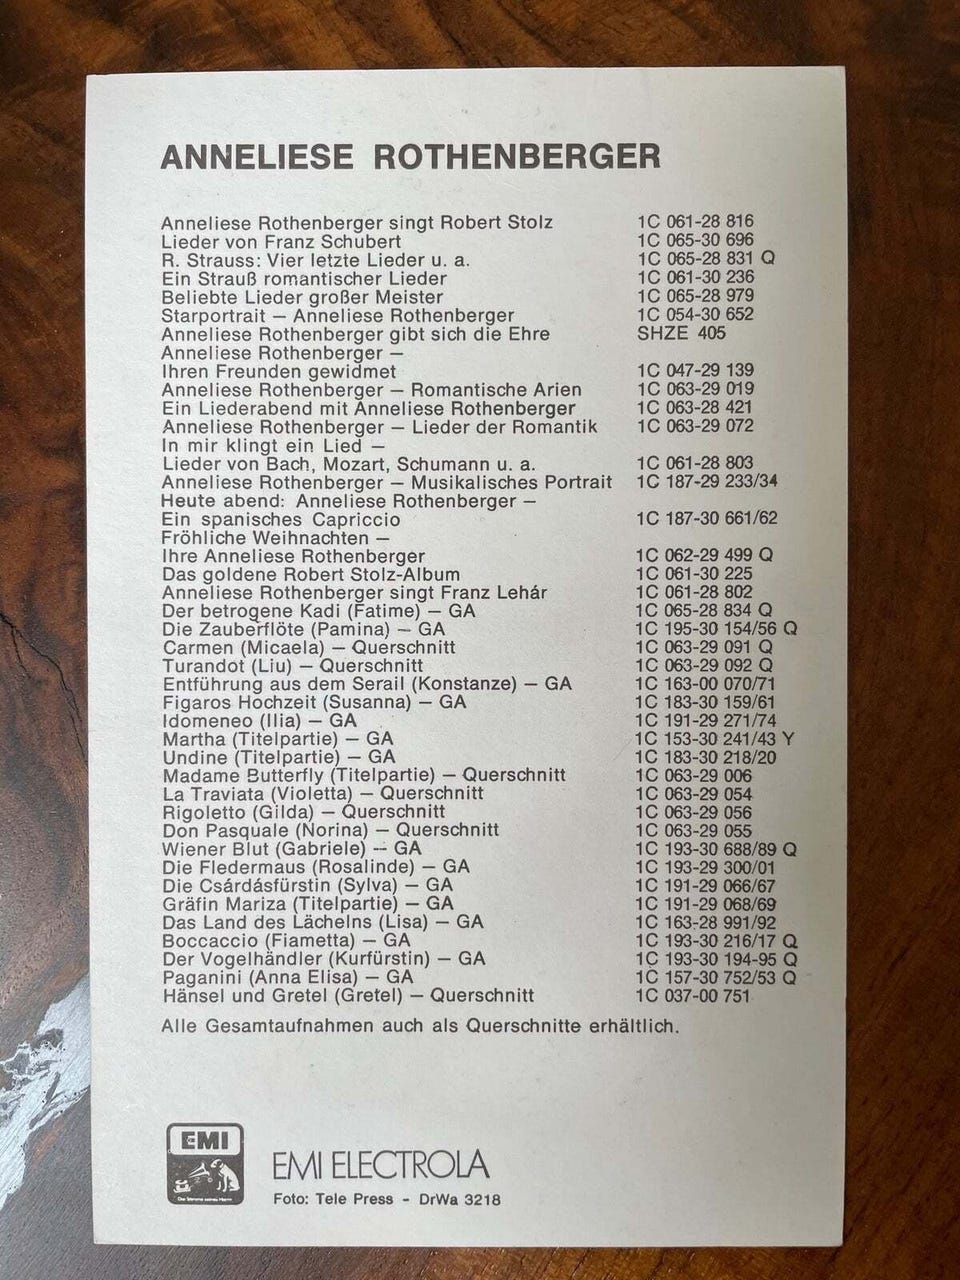 ANNELIESE ROTHENBERGER
Anneliese Rothenberger singt Robert Stolz 1C 061-28 816
Lieder von Franz Schubert 1C 065-30 696
R. Strauss: Vier letzte Lieder u. a. 1C 065-28 831 Q
Ein Strauß romantischer Lieder 1C 061-30 236
Beliebte Lieder großer Meister 1C 065-28 979
Starportrait — Anneliese Rothenberger 1C 054-30 652
Anneliese Rothenberger gibt sich die Ehre SHZE 405
Anneliese Rothenberger —
Ihren Freunden gewidmet 1C 047-29 139
Anneliese Rothenberger — Romantische Arien 1C 063-29 019
Ein Liederabend mit Anneliese Rothenberger 1C 063-28 421
Anneliese Rothenberger — Lieder der Romantik 1C 063-29 072
In mir klingt ein Lied —
Lieder von Bach, Mozart, Schumann u. a. 1C 061-28 803
Anneliese Rothenberger — Musikalisches Portrait 1C 187-29 233/34
Heute abend: Anneliese Rothenberger —
Ein spanisches Capriccio 1C 187-30 661/62
Fröhliche Weihnachten —
Ihre Anneliese Rothenberger 1C 062-29 499 Q
Das goldene Robert Stolz-Album 1C 061-30 225
Anneliese Rothenberger singt Franz Lehár 1C 061-28 802
Der betrogene Kadi (Fatime) — GA 1C 065-28 834 Q
Die Zauberflöte (Pamina) — GA 1C 195-30 154/56 Q
Carmen (Micaela) — Querschnitt 1C 063-29 091 Q
Turandot (Liu) — Querschnitt 1C 063-29 092 Q
Entführung aus dem Serail (Konstanze) — GA 1C 163-00 070/71
Figaros Hochzeit (Susanna) — GA 1C 183-30 159/61
Idomeneo (Ilia) — GA 1C 191-29 271/74
Martha (Titelpartie) — GA 1C 153-30 241/43 Y
Undine (Titelpartie) — GA 1C 183-30 218/20
Madame Butterfly (Titelpartie) — Querschnitt 1C 063-29 006
La Traviata (Violetta) — Querschnitt 1C 063-29 054
Rigoletto (Gilda) — Querschnitt 1C 063-29 056
Don Pasquale (Norina) — Querschnitt 1C 063-29 055
Wiener Blut (Gabriele) — GA 1C 193-30 688/89 Q
Die Fledermaus (Rosalinde) — GA 1C 193-29 300/01
Die Csárdásfürstin (Sylva) — GA 1C 191-29 066/67
Gräfin Mariza (Titelpartie) — GA 1C 191-29 068/69
Das Land des Lächelns (Lisa) — GA 1C 163-28 991/92
Boccaccio (Fiametta) — GA 1C 193-30 216/17 Q
Der Vogelhändler (Kurfürstin) — GA 1C 193-30 194-95 Q
Paganini (Anna Elisa) — GA 1C 157-30 752/53 Q
Hänsel und Gretel (Gretel) — Querschnitt 1C 037-00 751
Alle Gesamtaufnahmen auch als Querschnitte erhältlich.
EMI
EMI ELECTROLA
Die Stimme seines Herrn
Foto: Tele Press - DrWa 3218